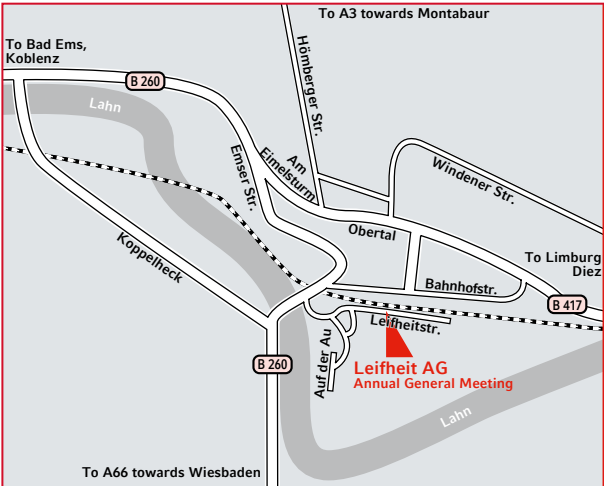 To A3 towards Montabaur
To Bad Ems,
Koblenz
B 260
Lahn
Hömberger Str.
Emser Str.
Am
Eimelsturm
Windener Str.
Obertal
Koppelheck
To Limburg
Diez
Bahnhofstr.
B 417
Leifheitstr.
Auf der Au
B 260
Leifheit AG
Annual General Meeting
Lahn
To A66 towards Wiesbaden